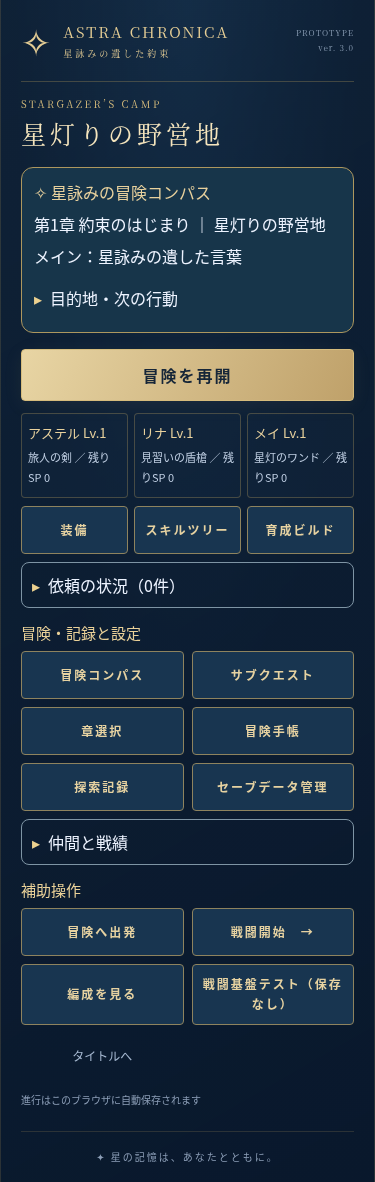 ASTRA CHRONICA
星詠みの遺した約束
PROTOTYPE
ver. 3.0
STARGAZER'S CAMP
星灯りの野営地
✧ 星詠みの冒険コンパス
第1章 約束のはじまり ｜ 星灯りの野営地
メイン：星詠みの遺した言葉
▸ 目的地・次の行動
冒険を再開
アステル Lv.1
旅人の剣 ／ 残り
SP 0
リナ Lv.1
見習いの盾槍 ／ 残
りSP 0
メイ Lv.1
星灯のワンド ／ 残
りSP 0
装備
スキルツリー
育成ビルド
▸ 依頼の状況（0件）
冒険・記録と設定
冒険コンパス
サブクエスト
章選択
冒険手帳
探索記録
セーブデータ管理
▸ 仲間と戦績
補助操作
冒険へ出発
戦闘開始 →
編成を見る
戦闘基盤テスト（保存
なし）
タイトルへ
進行はこのブラウザに自動保存されます
✦ 星の記憶は、あなたとともに。